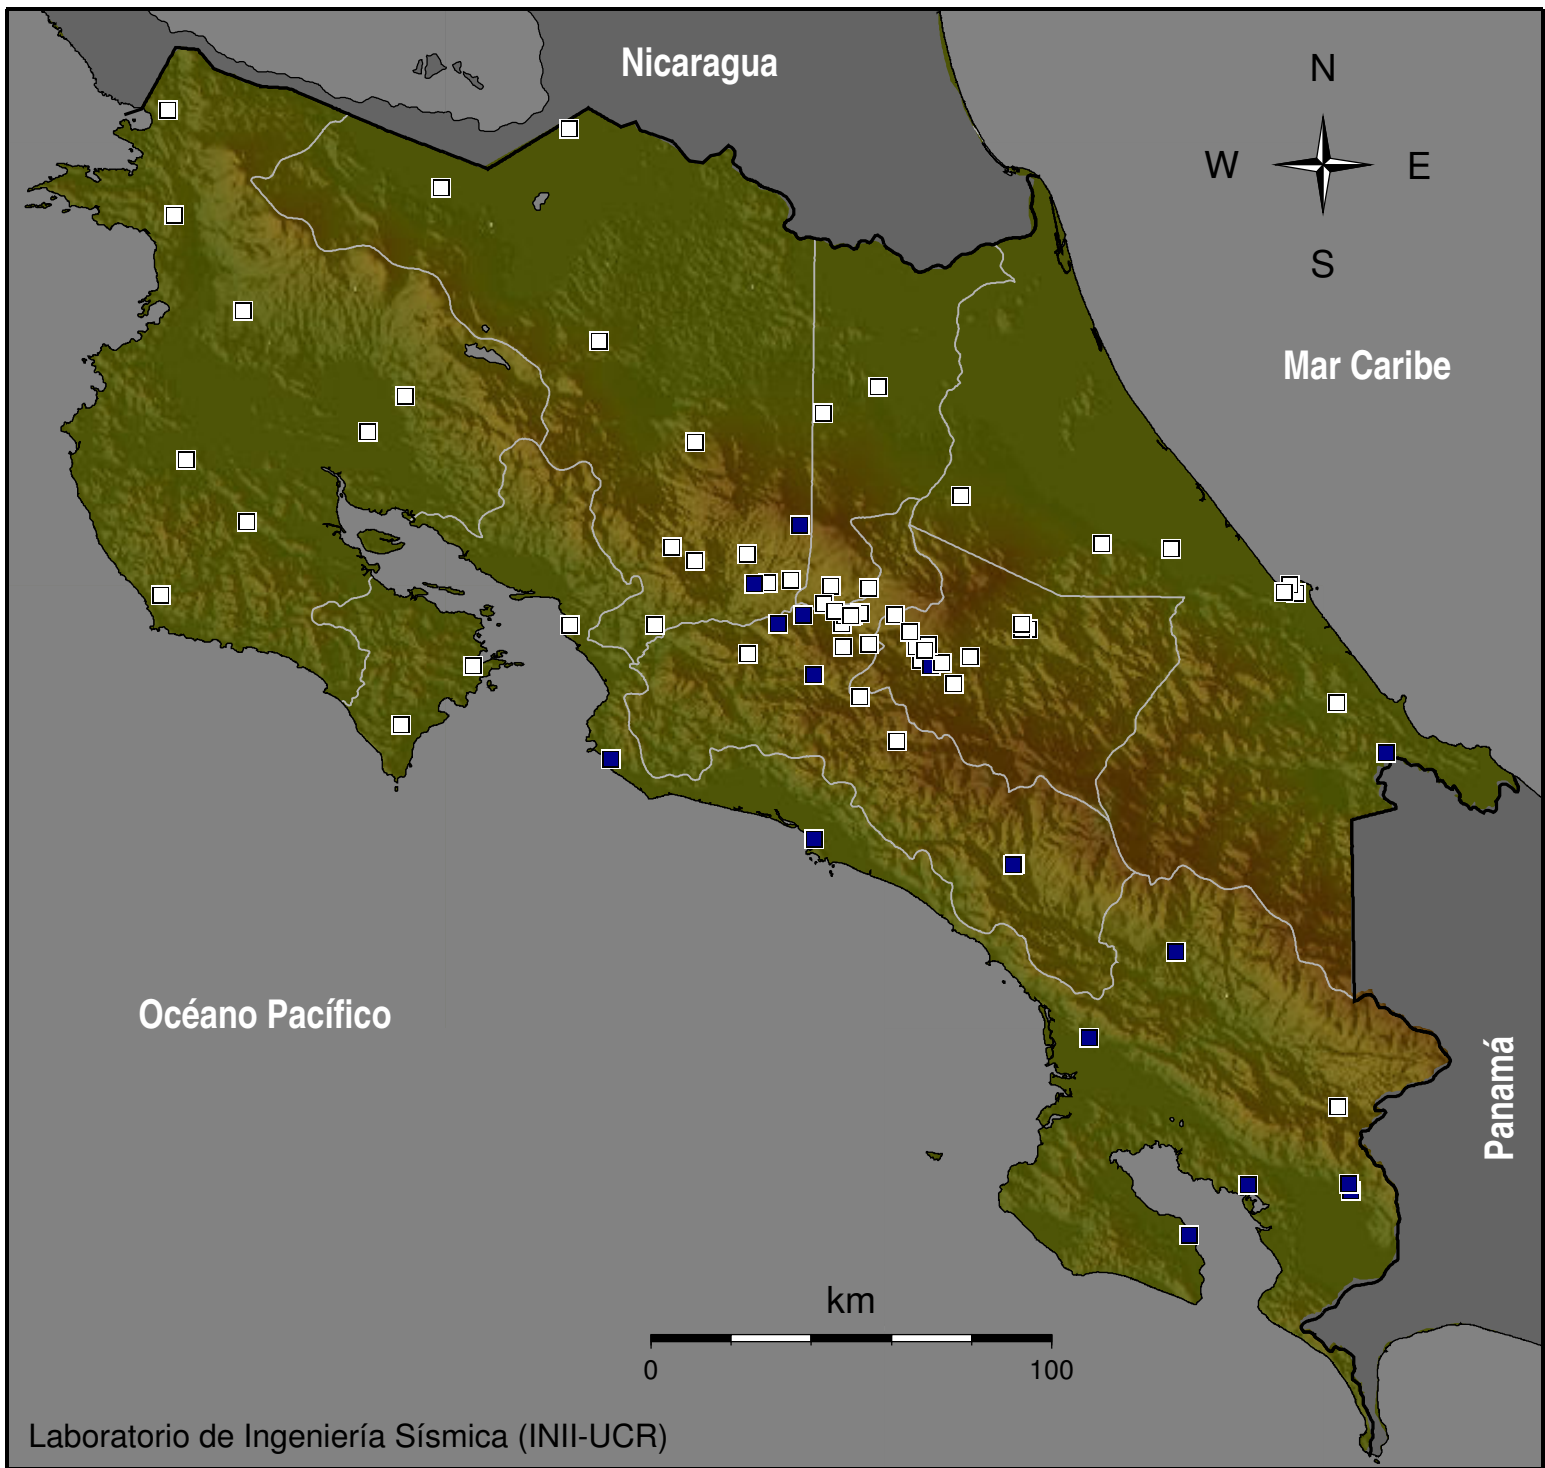 Nicaragua
N
W
E
S
Mar Caribe
Océano Pacífico
Panamá
km
0
100
Laboratorio de Ingeniería Sísmica (INII-UCR)